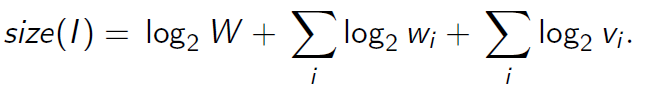 size(I) = log₂ W + ∑ᵢ log₂ wᵢ + ∑ᵢ log₂ vᵢ.